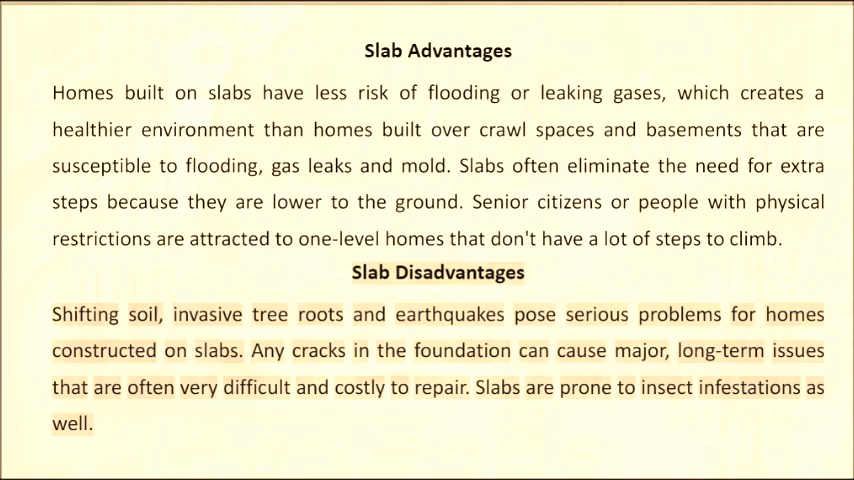 Slab Advantages
Homes built on slabs have less risk of flooding or leaking gases, which creates a
healthier environment than homes built over crawl spaces and basements that are
susceptible to flooding, gas leaks and mold. Slabs often eliminate the need for extra
steps because they are lower to the ground. Senior citizens or people with physical
restrictions are attracted to one-level homes that don't have a lot of steps to climb.
Slab Disadvantages
Shifting soil, invasive tree roots and earthquakes pose serious problems for homes
constructed on slabs. Any cracks in the foundation can cause major, long-term issues
that are often very difficult and costly to repair. Slabs are prone to insect infestations as
well.